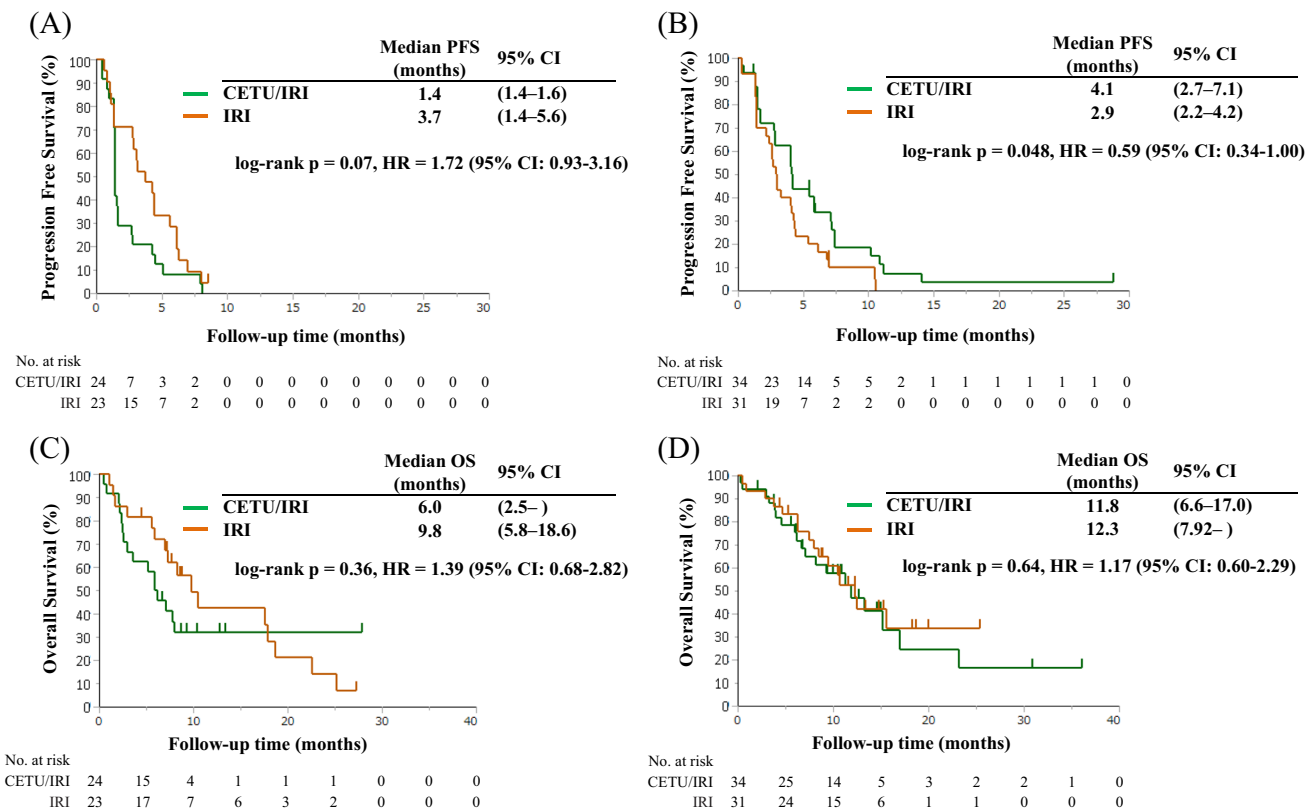 (A)
Median PFS
(months) 95% CI
CETU/IRI 1.4 (1.4–1.6)
IRI 3.7 (1.4–5.6)
log-rank p = 0.07, HR = 1.72 (95% CI: 0.93-3.16)
Progression Free Survival (%)
100
90
80
70
60
50
40
30
20
10
0
0 5 10 15 20 25 30
Follow-up time (months)
No. at risk
CETU/IRI 24 7 3 2 0 0 0 0 0 0 0 0 0
IRI 23 15 7 2 0 0 0 0 0 0 0 0 0
(B)
Median PFS
(months) 95% CI
CETU/IRI 4.1 (2.7–7.1)
IRI 2.9 (2.2–4.2)
log-rank p = 0.048, HR = 0.59 (95% CI: 0.34-1.00)
Progression Free Survival (%)
100
90
80
70
60
50
40
30
20
10
0
0 5 10 15 20 25 30
Follow-up time (months)
No. at risk
CETU/IRI 34 23 14 5 5 2 1 1 1 1 1 1 0
IRI 31 19 7 2 2 0 0 0 0 0 0 0 0
(C)
Median OS
(months) 95% CI
CETU/IRI 6.0 (2.5– )
IRI 9.8 (5.8–18.6)
log-rank p = 0.36, HR = 1.39 (95% CI: 0.68-2.82)
Overall Survival (%)
100
90
80
70
60
50
40
30
20
10
0
0 10 20 30 40
Follow-up time (months)
No. at risk
CETU/IRI 24 15 4 1 1 1 0 0 0
IRI 23 17 7 6 3 2 0 0 0
(D)
Median OS
(months) 95% CI
CETU/IRI 11.8 (6.6–17.0)
IRI 12.3 (7.92– )
log-rank p = 0.64, HR = 1.17 (95% CI: 0.60-2.29)
Overall Survival (%)
100
90
80
70
60
50
40
30
20
10
0
0 10 20 30 40
Follow-up time (months)
No. at risk
CETU/IRI 34 25 14 5 3 2 2 1 0
IRI 31 24 15 6 1 1 0 0 0